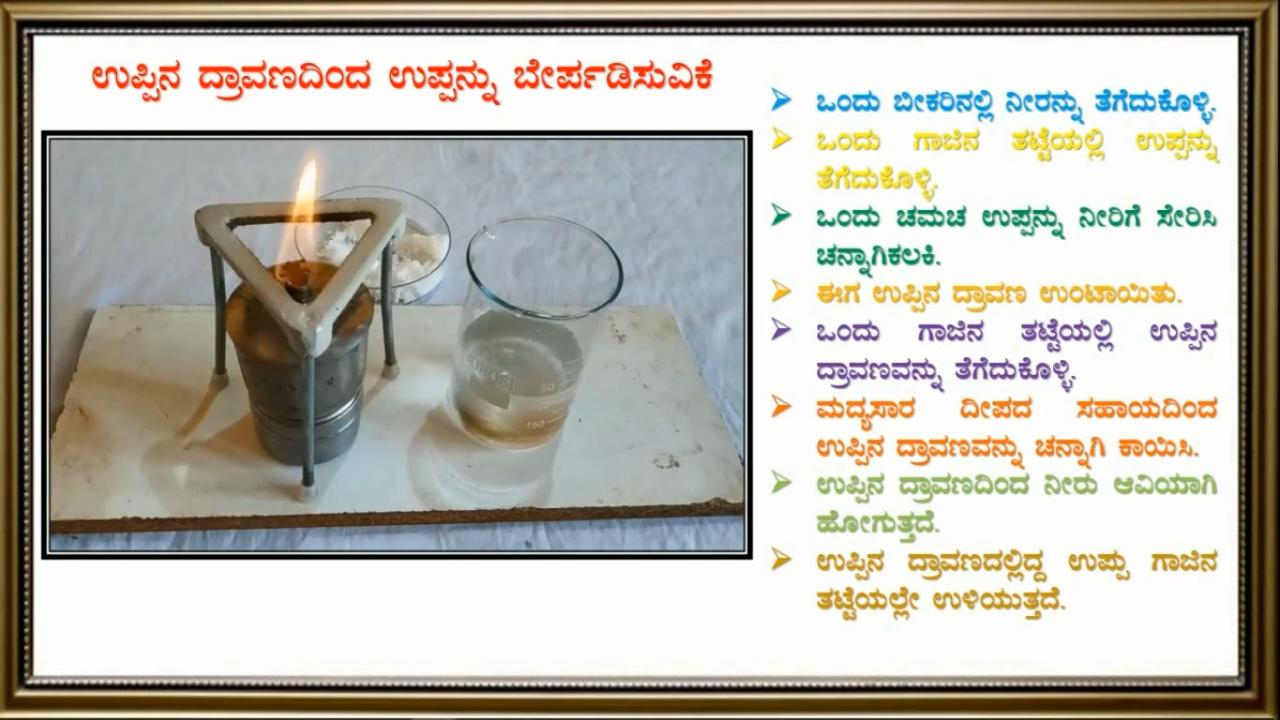 ಉಪ್ಪಿನ ದ್ರಾವಣದಿಂದ ಉಪ್ಪನ್ನು ಬೇರ್ಪಡಿಸುವಿಕೆ
ಒಂದು ಬೀಕರಿನಲ್ಲಿ ನೀರನ್ನು ತೆಗೆದುಕೊಳ್ಳಿ.
ಒಂದು ಗಾಜಿನ ತಟ್ಟೆಯಲ್ಲಿ ಉಪ್ಪನ್ನು
ತೆಗೆದುಕೊಳ್ಳಿ.
ಒಂದು ಚಮಚ ಉಪ್ಪನ್ನು ನೀರಿಗೆ ಸೇರಿಸಿ
ಚನ್ನಾಗಿಕಲಕಿ.
ಈಗ ಉಪ್ಪಿನ ದ್ರಾವಣ ಉಂಟಾಯಿತು.
ಒಂದು ಗಾಜಿನ ತಟ್ಟೆಯಲ್ಲಿ ಉಪ್ಪಿನ
ದ್ರಾವಣವನ್ನು ತೆಗೆದುಕೊಳ್ಳಿ.
ಮದ್ಯಸಾರ ದೀಪದ ಸಹಾಯದಿಂದ
ಉಪ್ಪಿನ ದ್ರಾವಣವನ್ನು ಚನ್ನಾಗಿ ಕಾಯಿಸಿ.
ಉಪ್ಪಿನ ದ್ರಾವಣದಿಂದ ನೀರು ಆವಿಯಾಗಿ
ಹೋಗುತ್ತದೆ.
ಉಪ್ಪಿನ ದ್ರಾವಣದಲ್ಲಿದ್ದ ಉಪ್ಪು ಗಾಜಿನ
ತಟ್ಟೆಯಲ್ಲೇ ಉಳಿಯುತ್ತದೆ.
50
150